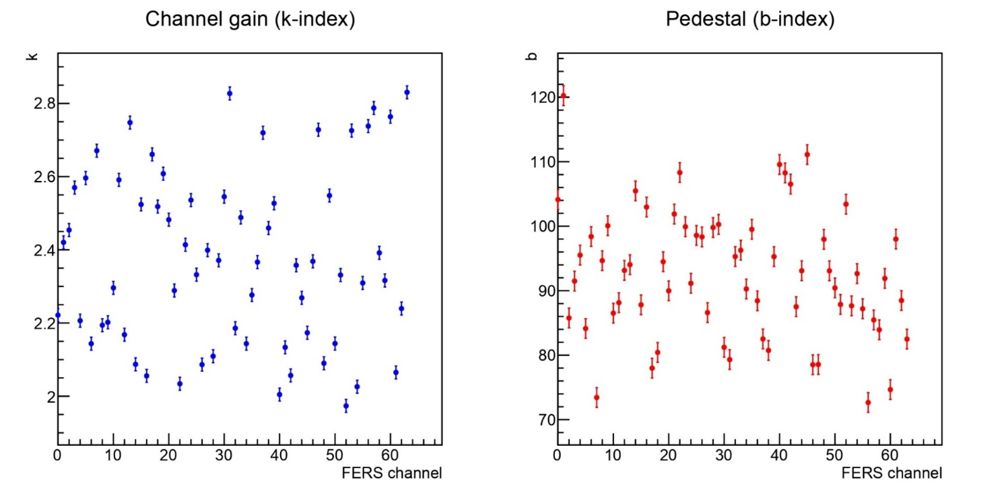 Channel gain (k-index)
k
2.8
2.6
2.4
2.2
2
0 10 20 30 40 50 60
FERS channel
Pedestal (b-index)
b
120
110
100
90
80
70
0 10 20 30 40 50 60
FERS channel